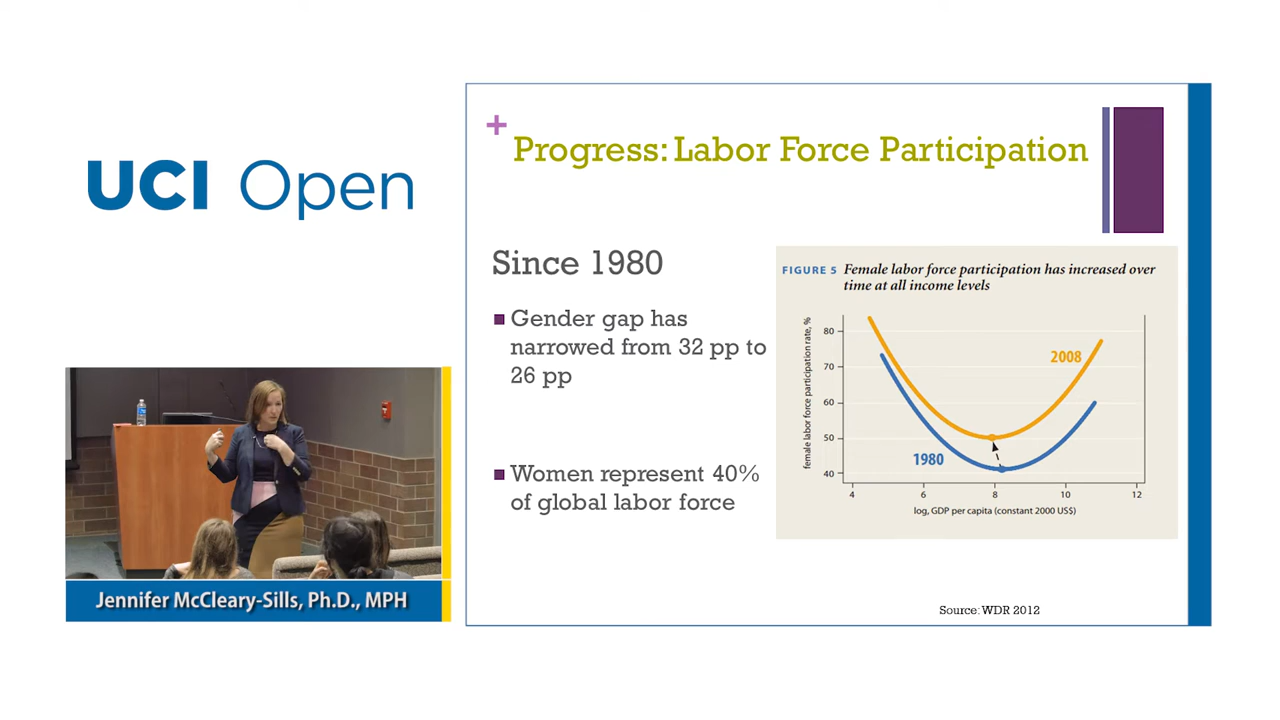 UCI Open
+
Progress: Labor Force Participation
Since 1980
Gender gap has
narrowed from 32 pp to
26 pp
Women represent 40%
of global labor force
FIGURE 5 Female labor force participation has increased over
time at all income levels
female labor force participation rate, %
80
70
60
50
40
2008
1980
4 6 8 10 12
log, GDP per capita (constant 2000 US$)
Source: WDR 2012
Jennifer McCleary-Sills, Ph.D., MPH